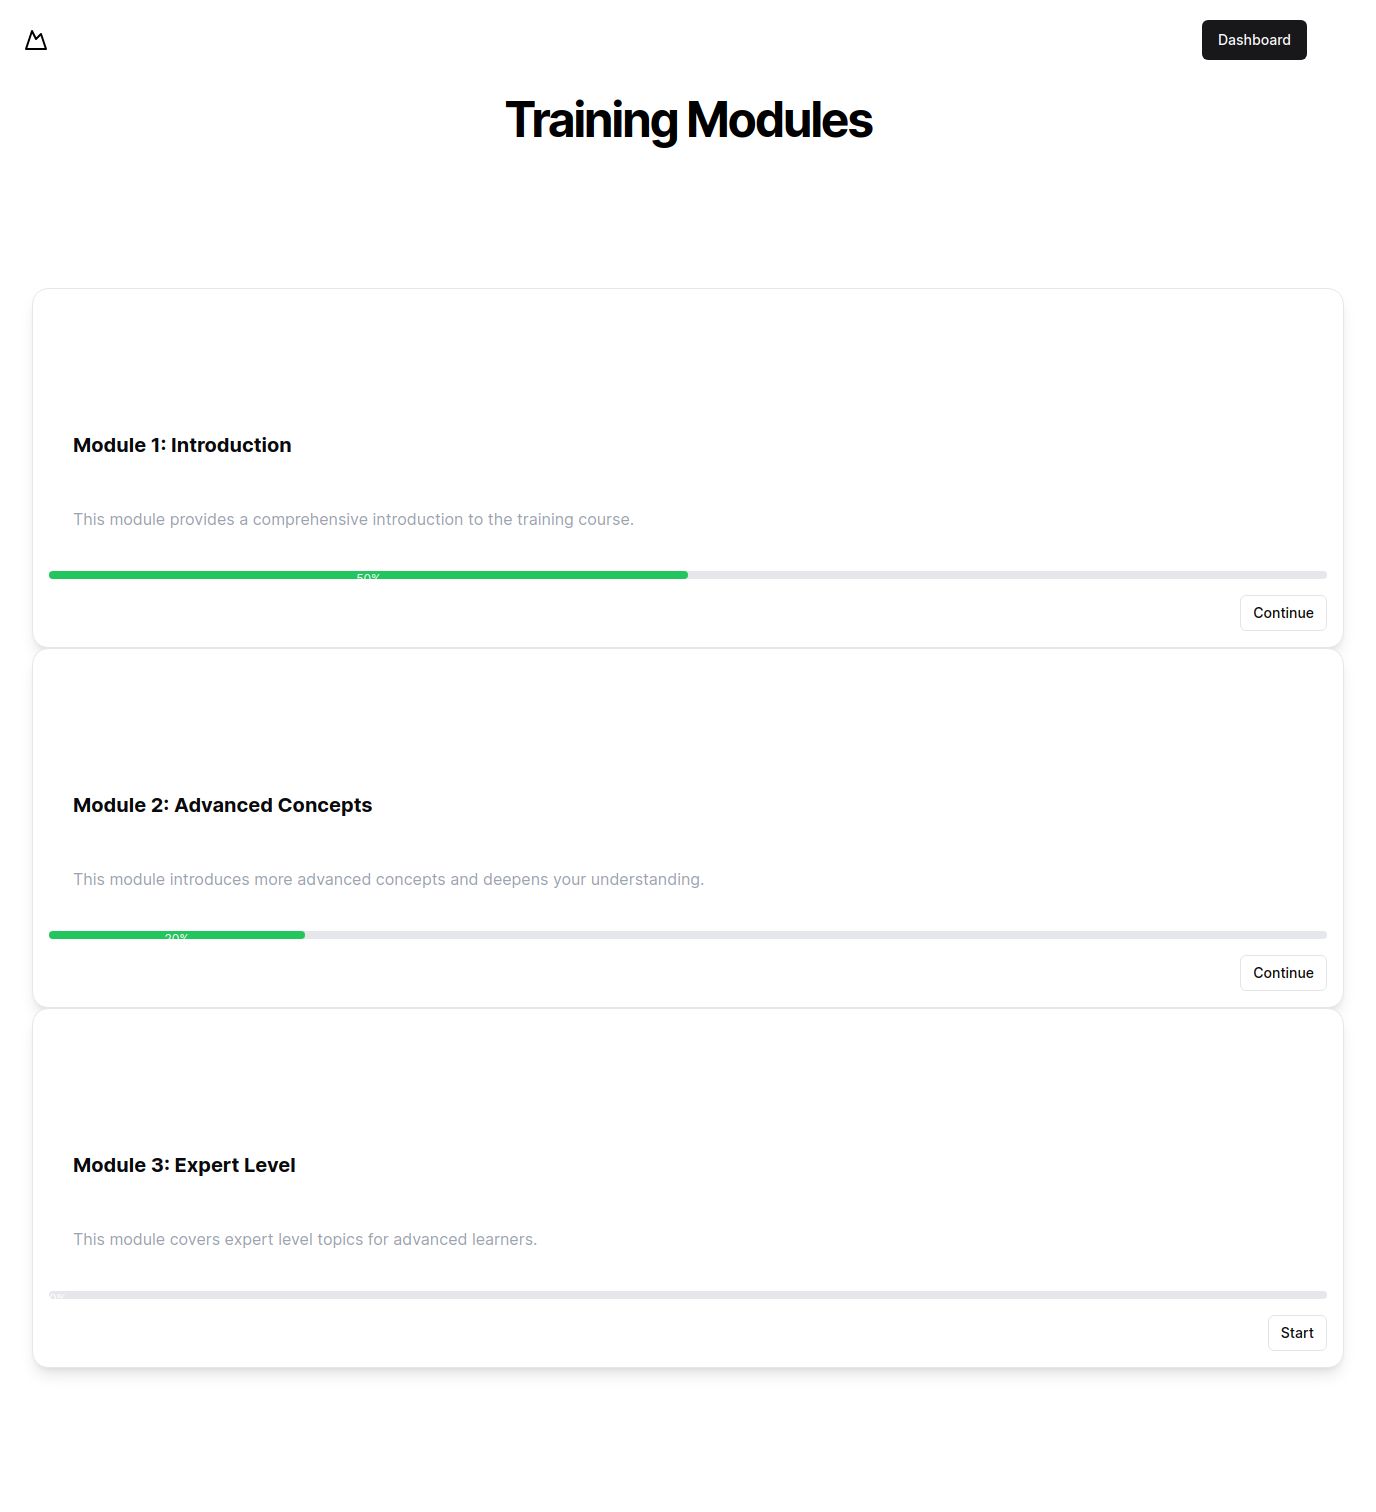 Dashboard
Training Modules
Module 1: Introduction
This module provides a comprehensive introduction to the training course.
50%
Continue
Module 2: Advanced Concepts
This module introduces more advanced concepts and deepens your understanding.
20%
Continue
Module 3: Expert Level
This module covers expert level topics for advanced learners.
0%
Start